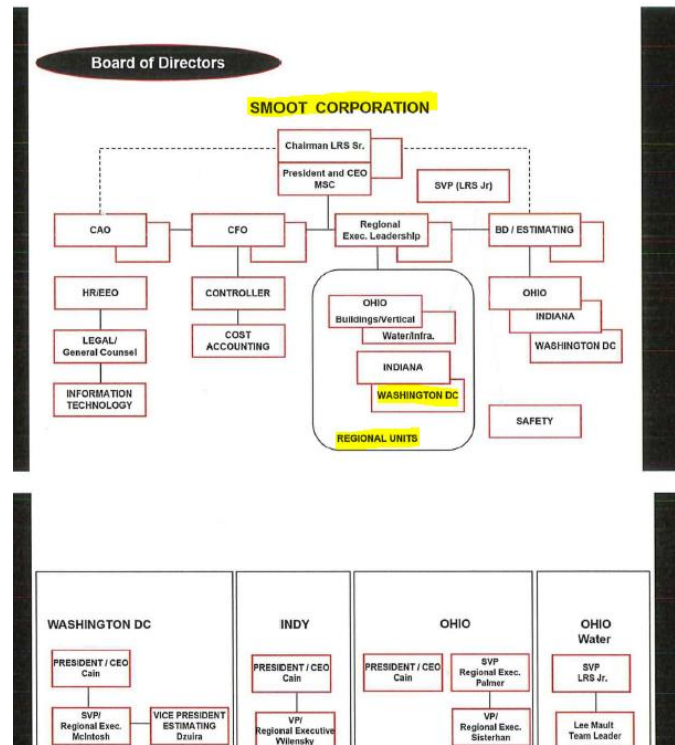 Board of Directors
SMOOT CORPORATION
Chairman LRS Sr.
President and CEO
MSC
SVP (LRS Jr)
CAO
CFO
Regional
Exec. Leadership
BD / ESTIMATING
HR/EEO
LEGAL/
General Counsel
INFORMATION
TECHNOLOGY
CONTROLLER
COST
ACCOUNTING
OHIO
Buildings/Vertical
Water/Infra.
INDIANA
WASHINGTON DC
REGIONAL UNITS
OHIO
INDIANA
WASHINGTON DC
SAFETY
WASHINGTON DC
PRESIDENT / CEO
Cain
SVP/
Regional Exec.
McIntosh
VICE PRESIDENT
ESTIMATING
Dzuira
INDY
PRESIDENT / CEO
Cain
VP/
Regional Executive
Wilensky
OHIO
PRESIDENT / CEO
Cain
SVP
Regional Exec.
Palmer
VP/
Regional Exec.
Sisterhan
OHIO
Water
SVP
LRS Jr.
Lee Mault
Team Leader